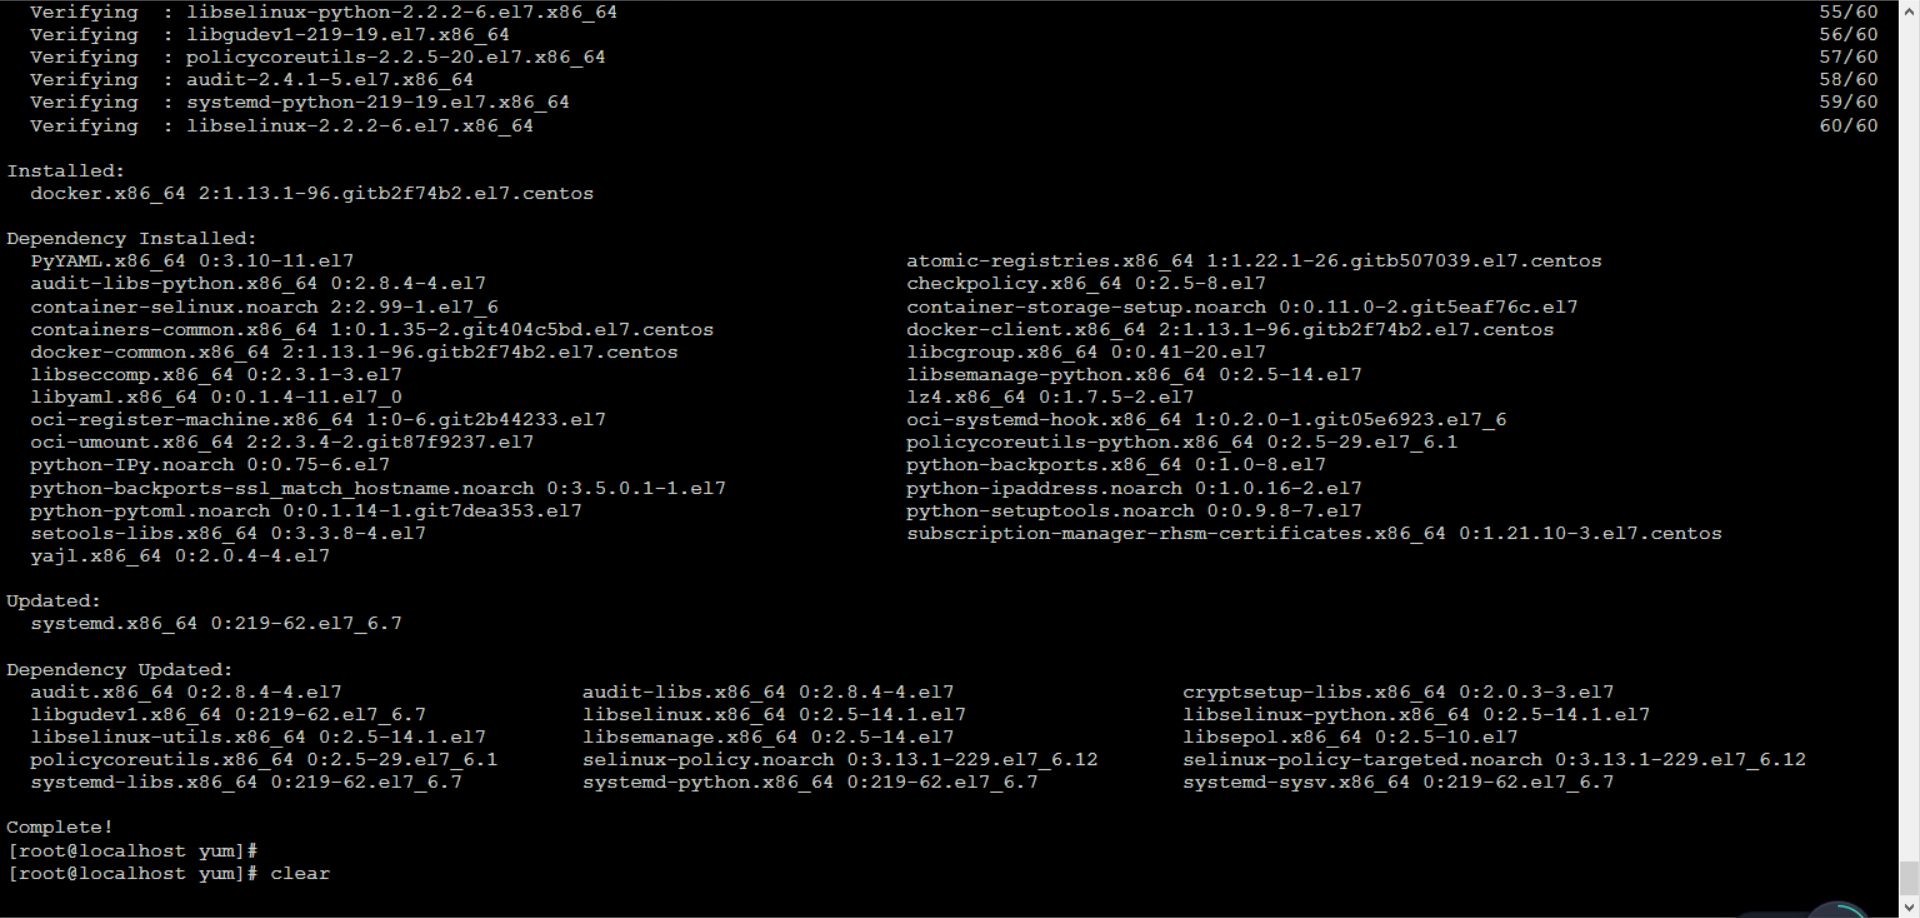 Verifying  : libselinux-python-2.2.2-6.el7.x86_64 55/60
Verifying  : libgudev1-219-19.el7.x86_64 56/60
Verifying  : policycoreutils-2.2.5-20.el7.x86_64 57/60
Verifying  : audit-2.4.1-5.el7.x86_64 58/60
Verifying  : systemd-python-219-19.el7.x86_64 59/60
Verifying  : libselinux-2.2.2-6.el7.x86_64 60/60
Installed:
docker.x86_64 2:1.13.1-96.gitb2f74b2.el7.centos
Dependency Installed:
PyYAML.x86_64 0:3.10-11.el7 atomic-registries.x86_64 1:1.22.1-26.gitb507039.el7.centos
audit-libs-python.x86_64 0:2.8.4-4.el7 checkpolicy.x86_64 0:2.5-8.el7
container-selinux.noarch 2:2.99-1.el7_6 container-storage-setup.noarch 0:0.11.0-2.git5eaf76c.el7
containers-common.x86_64 1:0.1.35-2.git404c5bd.el7.centos docker-client.x86_64 2:1.13.1-96.gitb2f74b2.el7.centos
docker-common.x86_64 2:1.13.1-96.gitb2f74b2.el7.centos libcgroup.x86_64 0:0.41-20.el7
libseccomp.x86_64 0:2.3.1-3.el7 libsemanage-python.x86_64 0:2.5-14.el7
libyaml.x86_64 0:0.1.4-11.el7_0 lz4.x86_64 0:1.7.5-2.el7
oci-register-machine.x86_64 1:0-6.git2b44233.el7 oci-systemd-hook.x86_64 1:0.2.0-1.git05e6923.el7_6
oci-umount.x86_64 2:2.3.4-2.git87f9237.el7 policycoreutils-python.x86_64 0:2.5-29.el7_6.1
python-IPy.noarch 0:0.75-6.el7 python-backports.x86_64 0:1.0-8.el7
python-backports-ssl_match_hostname.noarch 0:3.5.0.1-1.el7 python-ipaddress.noarch 0:1.0.16-2.el7
python-pytoml.noarch 0:0.1.14-1.git7dea353.el7 python-setuptools.noarch 0:0.9.8-7.el7
setools-libs.x86_64 0:3.3.8-4.el7 subscription-manager-rhsm-certificates.x86_64 0:1.21.10-3.el7.centos
yajl.x86_64 0:2.0.4-4.el7
Updated:
systemd.x86_64 0:219-62.el7_6.7
Dependency Updated:
audit.x86_64 0:2.8.4-4.el7 audit-libs.x86_64 0:2.8.4-4.el7 cryptsetup-libs.x86_64 0:2.0.3-3.el7
libgudev1.x86_64 0:219-62.el7_6.7 libselinux.x86_64 0:2.5-14.1.el7 libselinux-python.x86_64 0:2.5-14.1.el7
libselinux-utils.x86_64 0:2.5-14.1.el7 libsemanage.x86_64 0:2.5-14.el7 libsepol.x86_64 0:2.5-10.el7
policycoreutils.x86_64 0:2.5-29.el7_6.1 selinux-policy.noarch 0:3.13.1-229.el7_6.12 selinux-policy-targeted.noarch 0:3.13.1-229.el7_6.12
systemd-libs.x86_64 0:219-62.el7_6.7 systemd-python.x86_64 0:219-62.el7_6.7 systemd-sysv.x86_64 0:219-62.el7_6.7
Complete!
[root@localhost yum]#
[root@localhost yum]# clear